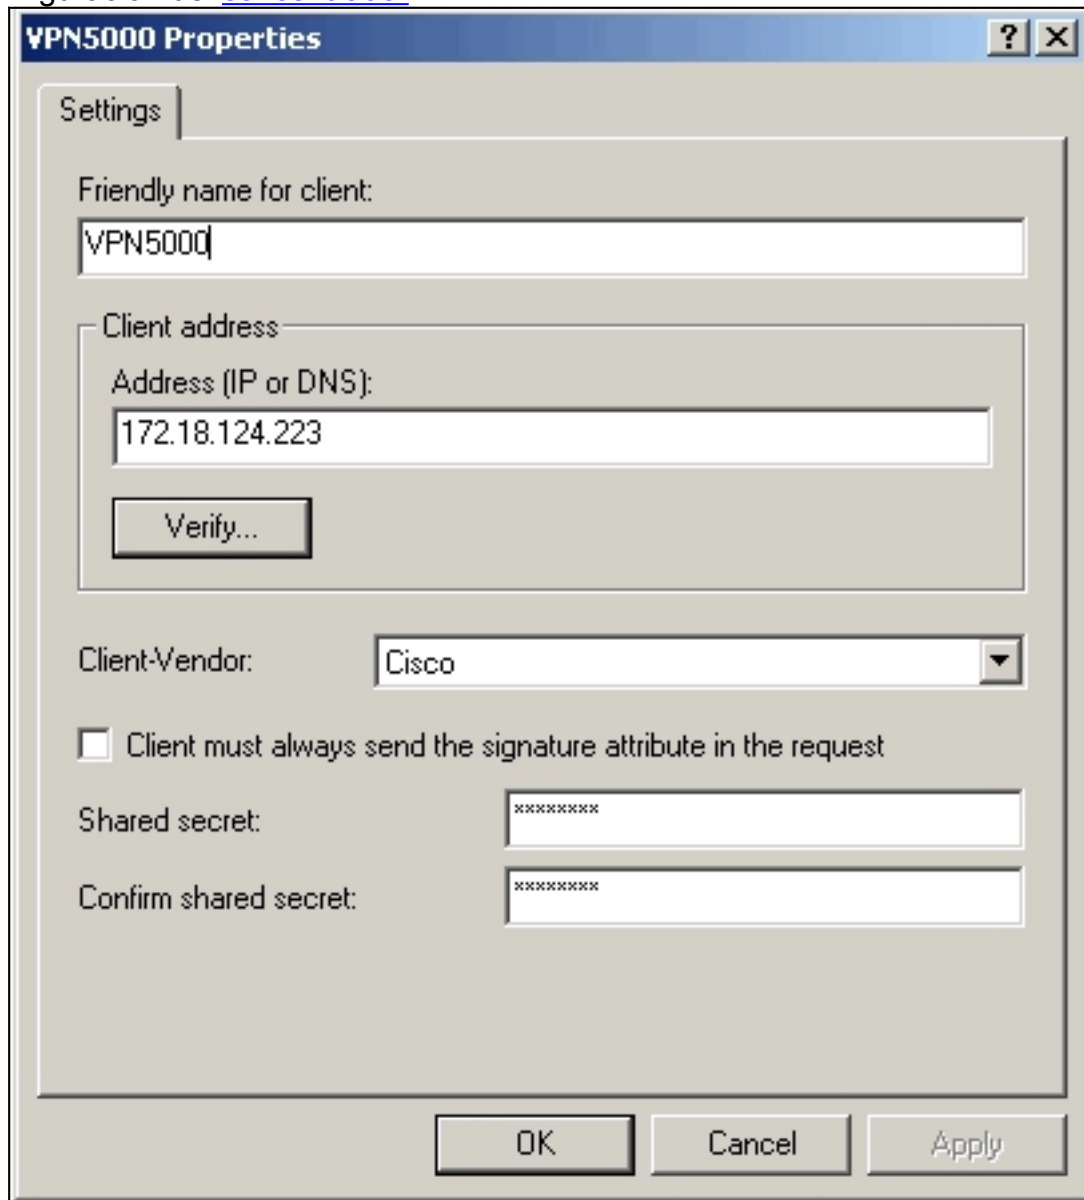 VPN5000 Properties
Settings
Friendly name for client:
VPN5000
Client address
Address (IP or DNS):
172.18.124.223
Verify...
Client-Vendor: Cisco
Client must always send the signature attribute in the request
Shared secret: xxxxxxxx
Confirm shared secret: xxxxxxxx
OK Cancel Apply